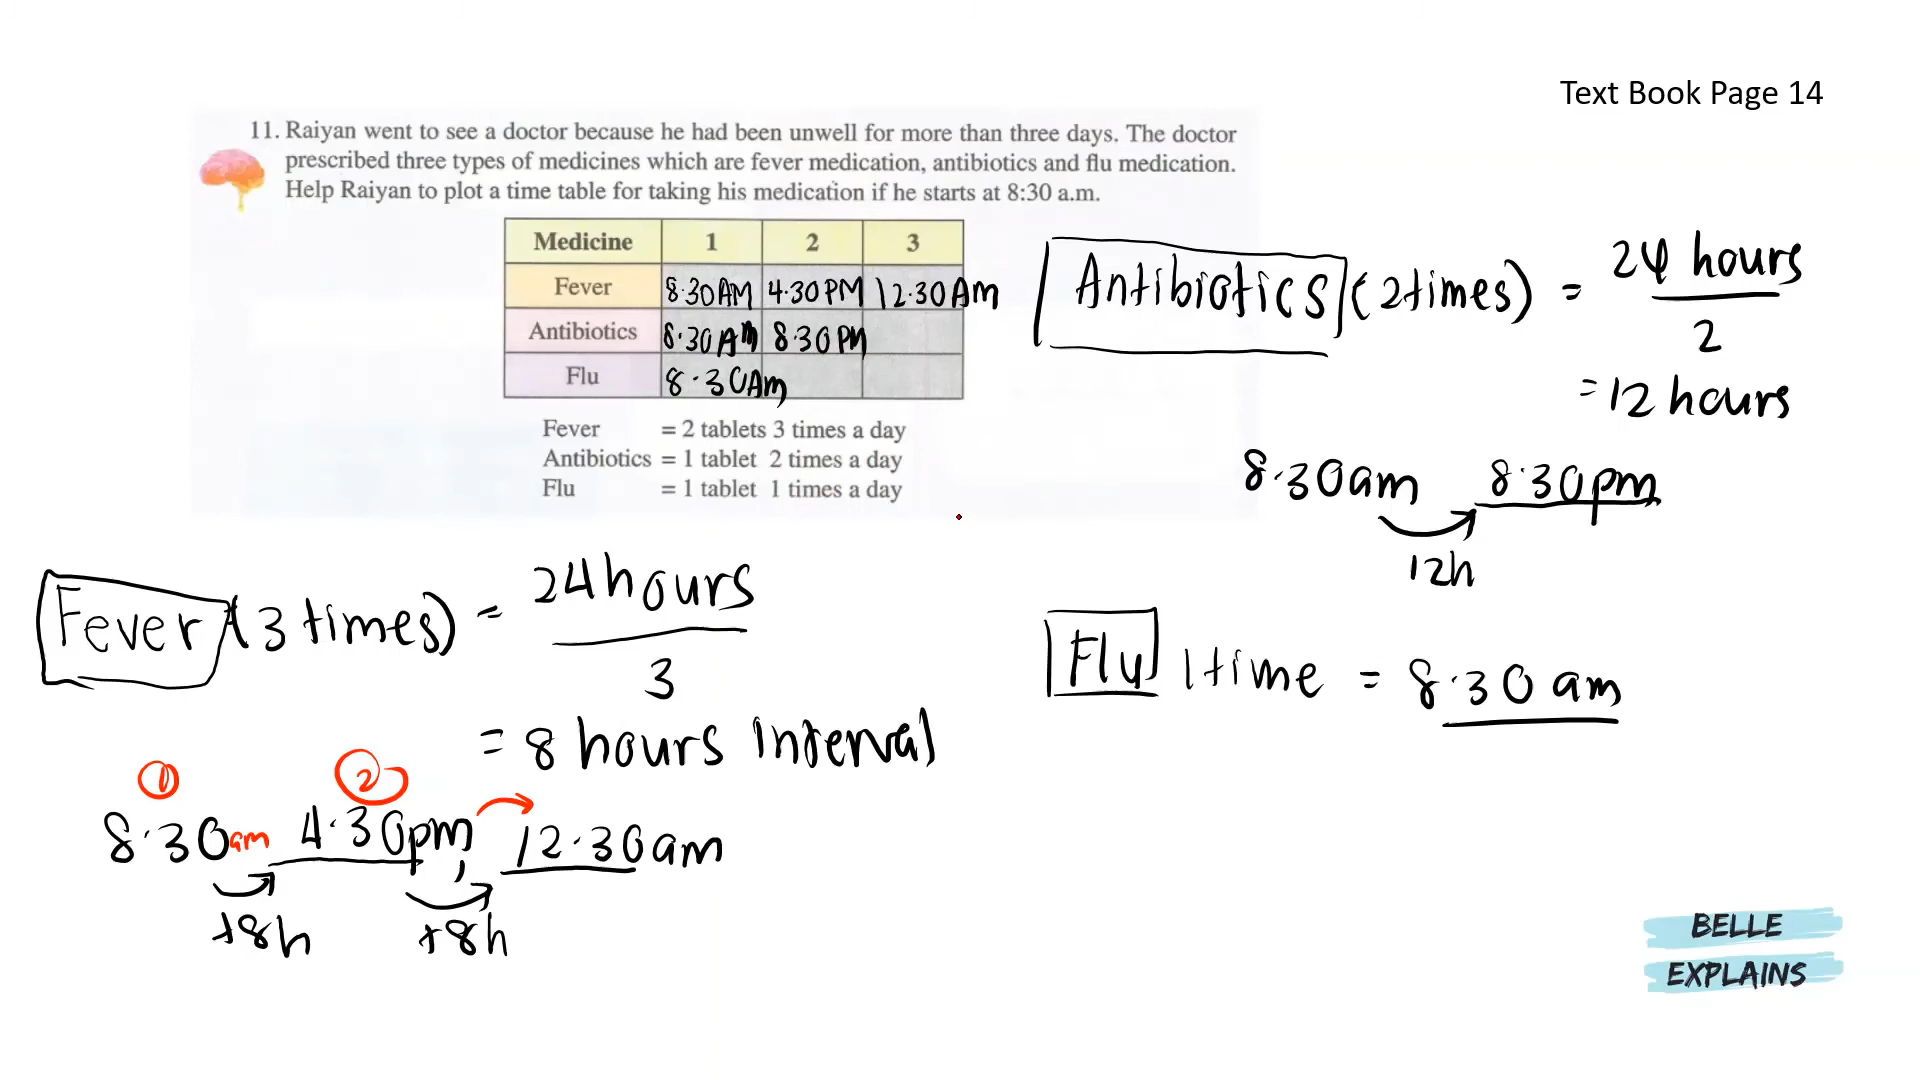 Text Book Page 14
11. Raiyan went to see a doctor because he had been unwell for more than three days. The doctor
prescribed three types of medicines which are fever medication, antibiotics and flu medication.
Help Raiyan to plot a time table for taking his medication if he starts at 8:30 a.m.
Medicine 1 2 3
Fever 8.30AM 4.30PM 12.30AM
Antibiotics 8.30AM 8.30PM
Flu 8.30Am
Fever = 2 tablets 3 times a day
Antibiotics = 1 tablet 2 times a day
Flu = 1 tablet 1 times a day
Antibiotics (2times) = 24 hours
2
= 12 hours
8.30am 8.30pm
12h
Fever (3 times) = 24hours
3
= 8 hours interval
1 2
8.30am 4.30pm, 12.30am
+8h +8h
Flu 1time = 8.30 am
BELLE
EXPLAINS